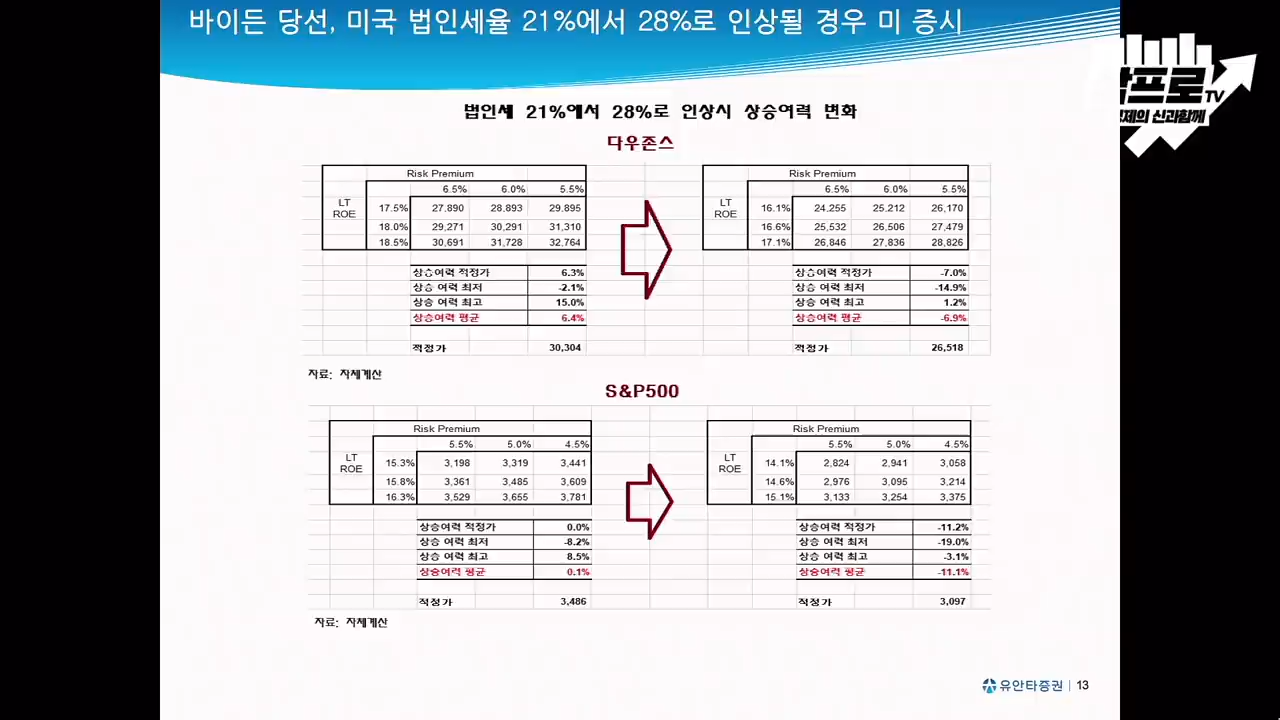 바이든 당선, 미국 법인세율 21%에서 28%로 인상될 경우 미 증시
프로TV
경제의 신과함께
법인세 21%에서 28%로 인상시 상승여력 변화
다우존스
Risk Premium
6.5% 6.0% 5.5%
LT ROE
17.5% 27,890 28,893 29,895
18.0% 29,271 30,291 31,310
18.5% 30,691 31,728 32,764
상승여력 적정가 6.3%
상승 여력 최저 -2.1%
상승 여력 최고 15.0%
상승여력 평균 6.4%
적정가 30,304
Risk Premium
6.5% 6.0% 5.5%
LT ROE
16.1% 24,255 25,212 26,170
16.6% 25,532 26,506 27,479
17.1% 26,846 27,836 28,826
상승여력 적정가 -7.0%
상승 여력 최저 -14.9%
상승 여력 최고 1.2%
상승여력 평균 -6.9%
적정가 26,518
자료: 자체계산
S&P500
Risk Premium
5.5% 5.0% 4.5%
LT ROE
15.3% 3,198 3,319 3,441
15.8% 3,361 3,485 3,609
16.3% 3,529 3,655 3,781
상승여력 적정가 0.0%
상승 여력 최저 -8.2%
상승 여력 최고 8.5%
상승여력 평균 0.1%
적정가 3,486
Risk Premium
5.5% 5.0% 4.5%
LT ROE
14.1% 2,824 2,941 3,058
14.6% 2,976 3,095 3,214
15.1% 3,133 3,254 3,375
상승여력 적정가 -11.2%
상승 여력 최저 -19.0%
상승 여력 최고 -3.1%
상승여력 평균 -11.1%
적정가 3,097
자료: 자체계산
유안타증권 | 13